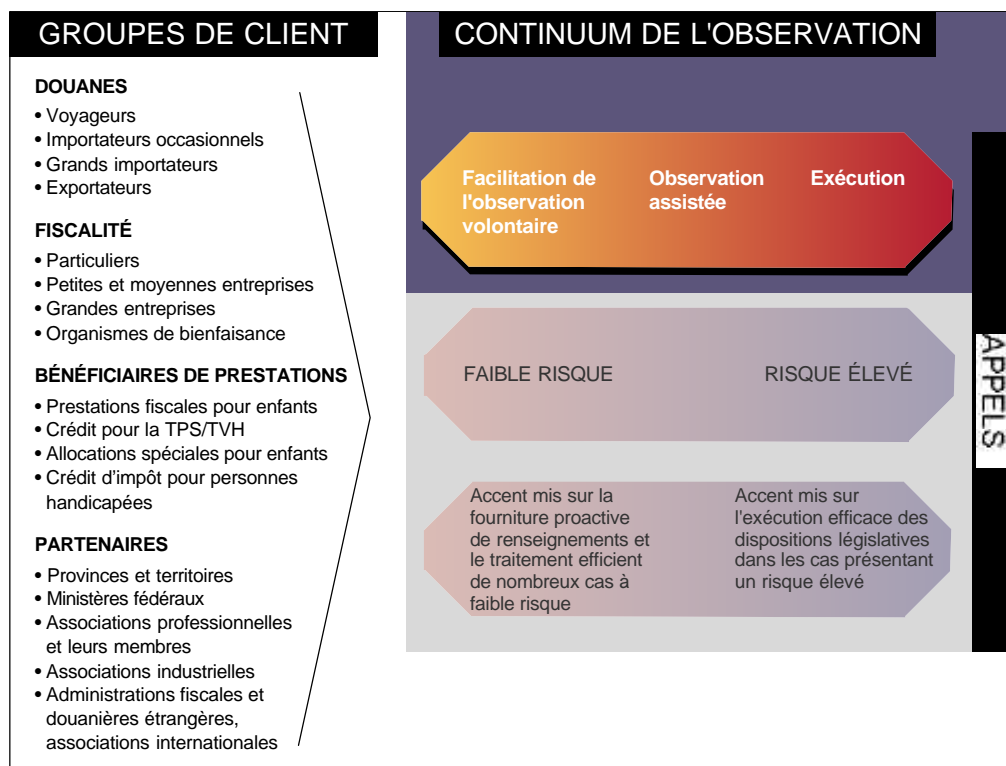 GROUPES DE CLIENT
DOUANES
• Voyageurs
• Importateurs occasionnels
• Grands importateurs
• Exportateurs
FISCALITÉ
• Particuliers
• Petites et moyennes entreprises
• Grandes entreprises
• Organismes de bienfaisance
BÉNÉFICIAIRES DE PRESTATIONS
• Prestations fiscales pour enfants
• Crédit pour la TPS/TVH
• Allocations spéciales pour enfants
• Crédit d’impôt pour personnes
handicapées
PARTENAIRES
• Provinces et territoires
• Ministères fédéraux
• Associations professionnelles
et leurs membres
• Associations industrielles
• Administrations fiscales et
douanières étrangères,
associations internationales
CONTINUUM DE L'OBSERVATION
Facilitation de
l'observation
volontaire
Observation
assistée
Exécution
FAIBLE RISQUE
RISQUE ÉLEVÉ
Accent mis sur la
fourniture proactive
de renseignements et
le traitement efficient
de nombreux cas à
faible risque
Accent mis sur
l'exécution efficace des
dispositions législatives
dans les cas présentant
un risque élevé
APPELS